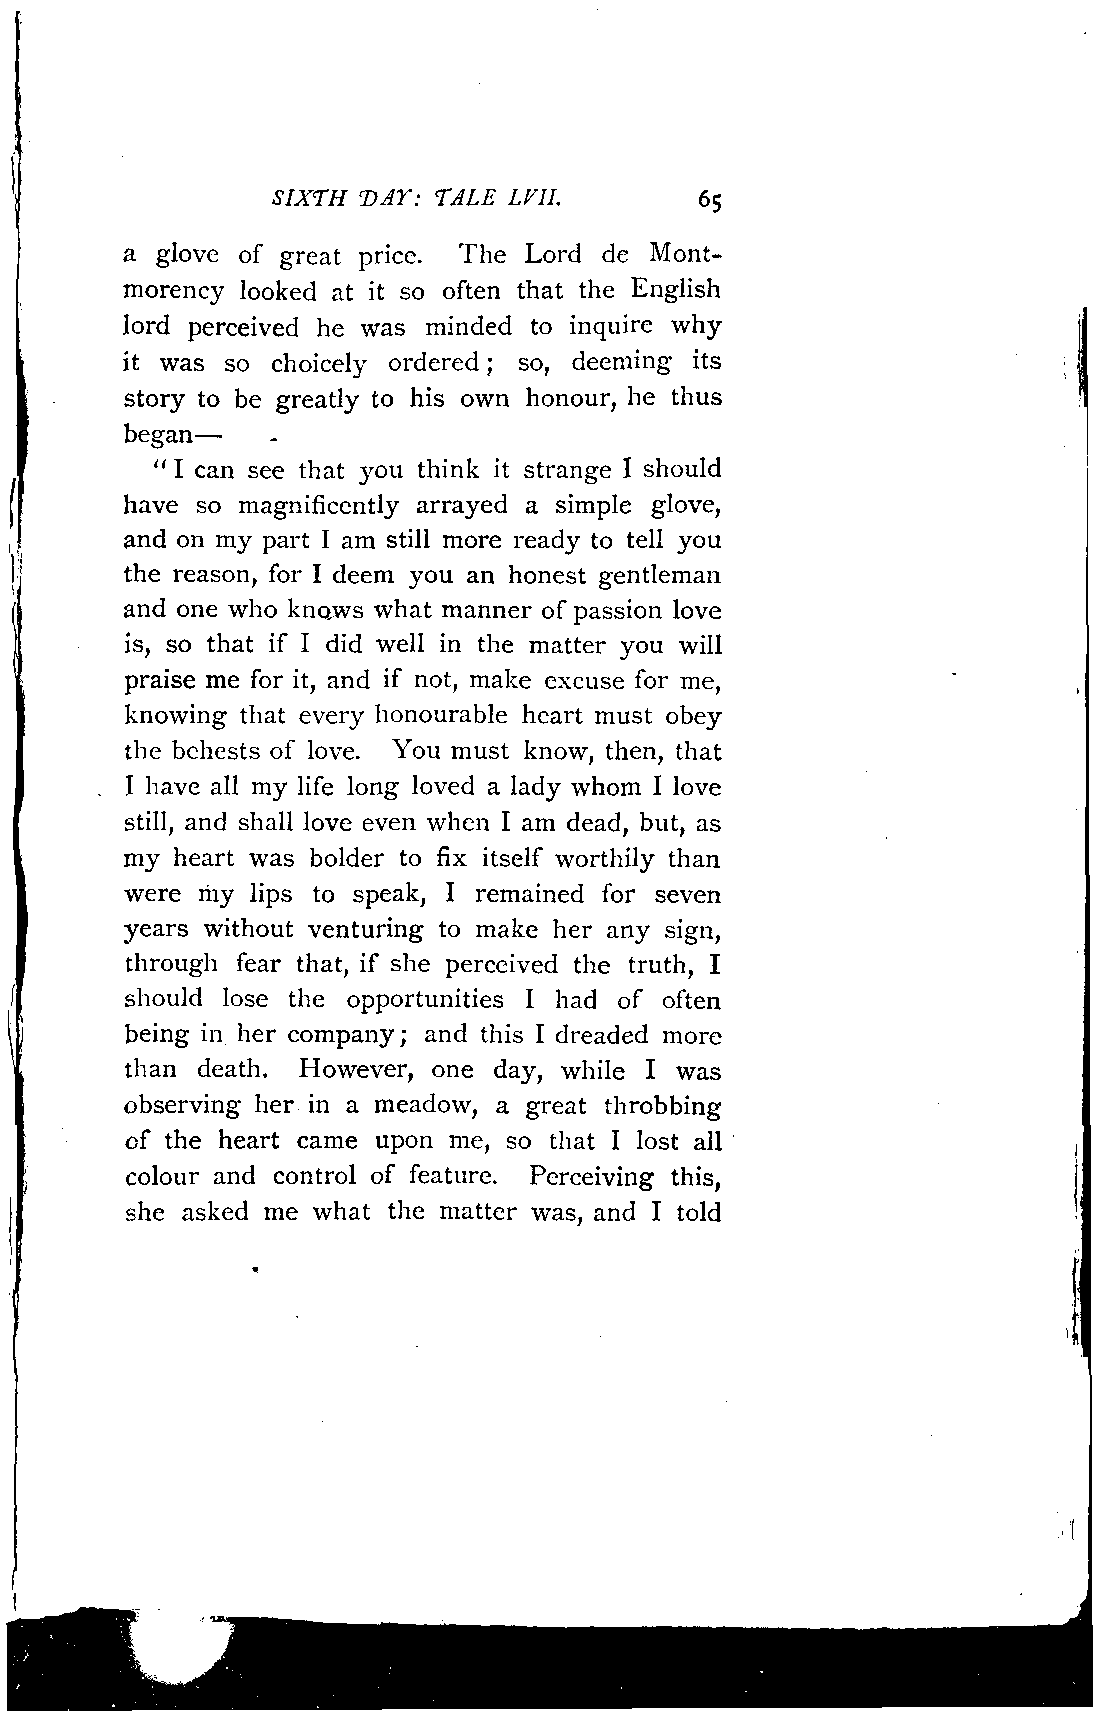 SIXTH DAY: TALE LVII. 65
a glove of great price. The Lord de Mont-
morency looked at it so often that the English
lord perceived he was minded to inquire why
it was so choicely ordered; so, deeming its
story to be greatly to his own honour, he thus
began—
"I can see that you think it strange I should
have so magnificently arrayed a simple glove,
and on my part I am still more ready to tell you
the reason, for I deem you an honest gentleman
and one who knows what manner of passion love
is, so that if I did well in the matter you will
praise me for it, and if not, make excuse for me,
knowing that every honourable heart must obey
the behests of love. You must know, then, that
I have all my life long loved a lady whom I love
still, and shall love even when I am dead, but, as
my heart was bolder to fix itself worthily than
were my lips to speak, I remained for seven
years without venturing to make her any sign,
through fear that, if she perceived the truth, I
should lose the opportunities I had of often
being in her company; and this I dreaded more
than death. However, one day, while I was
observing her in a meadow, a great throbbing
of the heart came upon me, so that I lost all
colour and control of feature. Perceiving this,
she asked me what the matter was, and I told